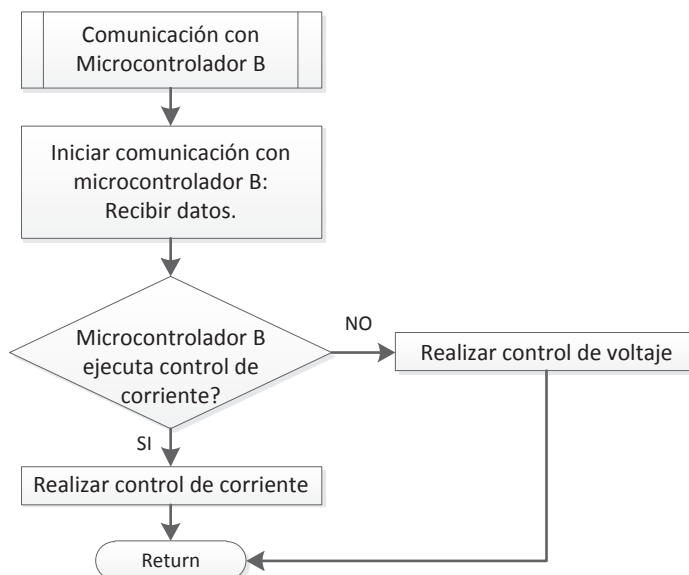 Comunicación con
Microcontrolador B
Iniciar comunicación con
microcontrolador B:
Recibir datos.
Microcontrolador B
ejecuta control de
corriente?
NO
Realizar control de voltaje
SI
Realizar control de corriente
Return